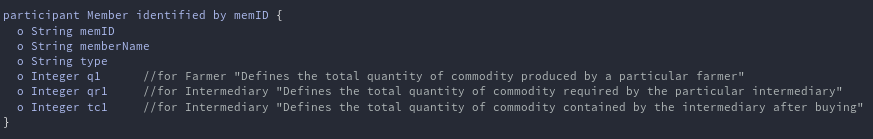 participant Member identified by memID {
  o String memID
  o String memberName
  o String type
  o Integer q1     //for Farmer "Defines the total quantity of commodity produced by a particular farmer"
  o Integer qr1    //for Intermediary "Defines the total quantity of commodity required by the particular intermediary"
  o Integer tc1    //for Intermediary "Defines the total quantity of commodity contained by the intermediary after buying"
}